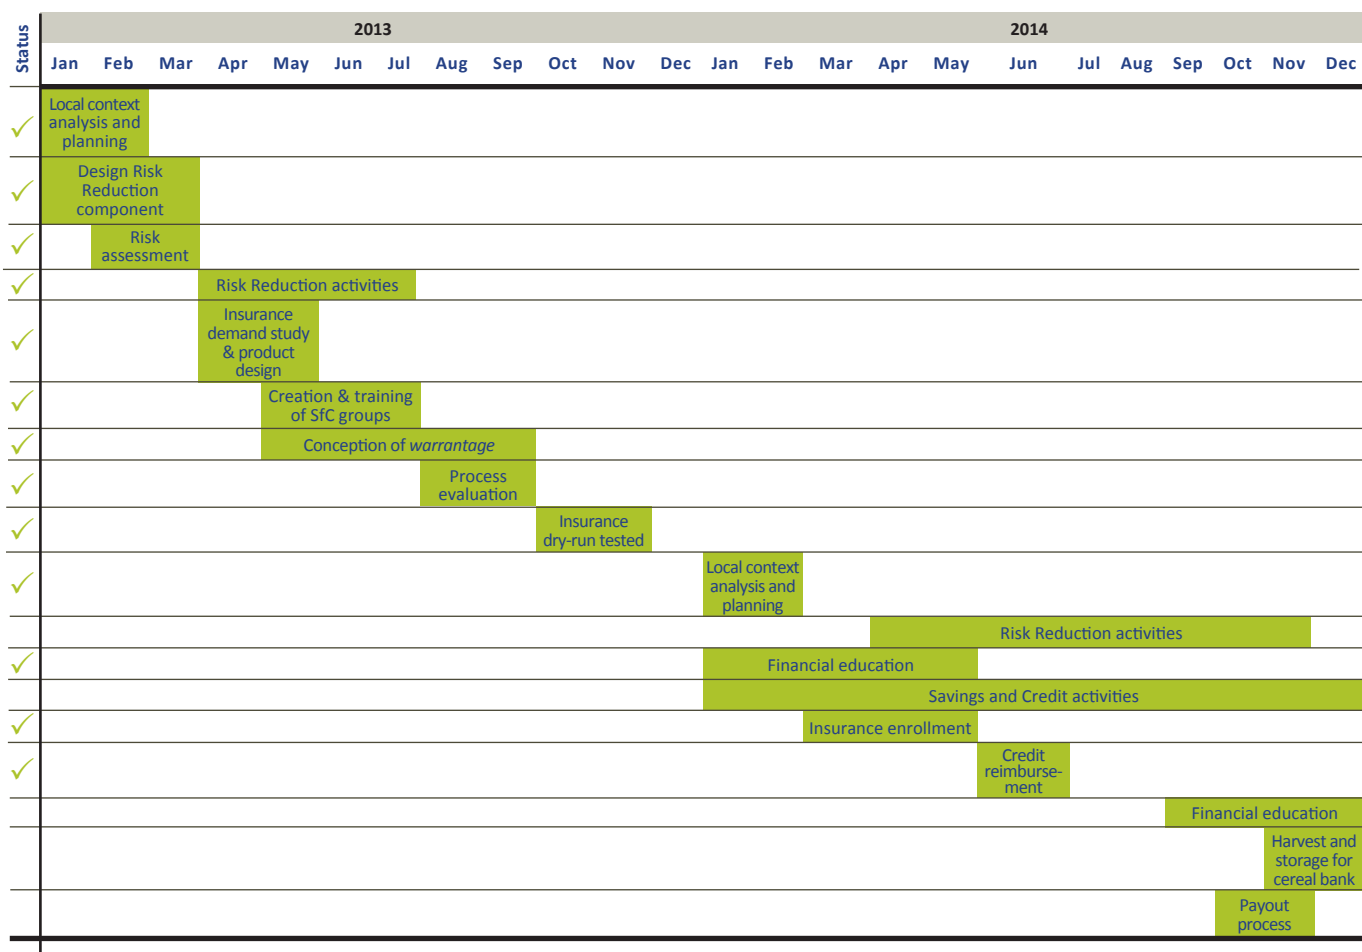 Status
2013 2014
Jan Feb Mar Apr May Jun Jul Aug Sep Oct Nov Dec Jan Feb Mar Apr May Jun Jul Aug Sep Oct Nov Dec
Local context
analysis and
planning
Design Risk
Reduction
component
Risk
assessment
Risk Reduction activities
Insurance
demand study
& product
design
Creation & training
of SfC groups
Conception of warrantage
Process
evaluation
Insurance
dry-run tested
Local context
analysis and
planning
Risk Reduction activities
Financial education
Savings and Credit activities
Insurance enrollment
Credit
reimburse-
ment
Financial education
Harvest and
storage for
cereal bank
Payout
process